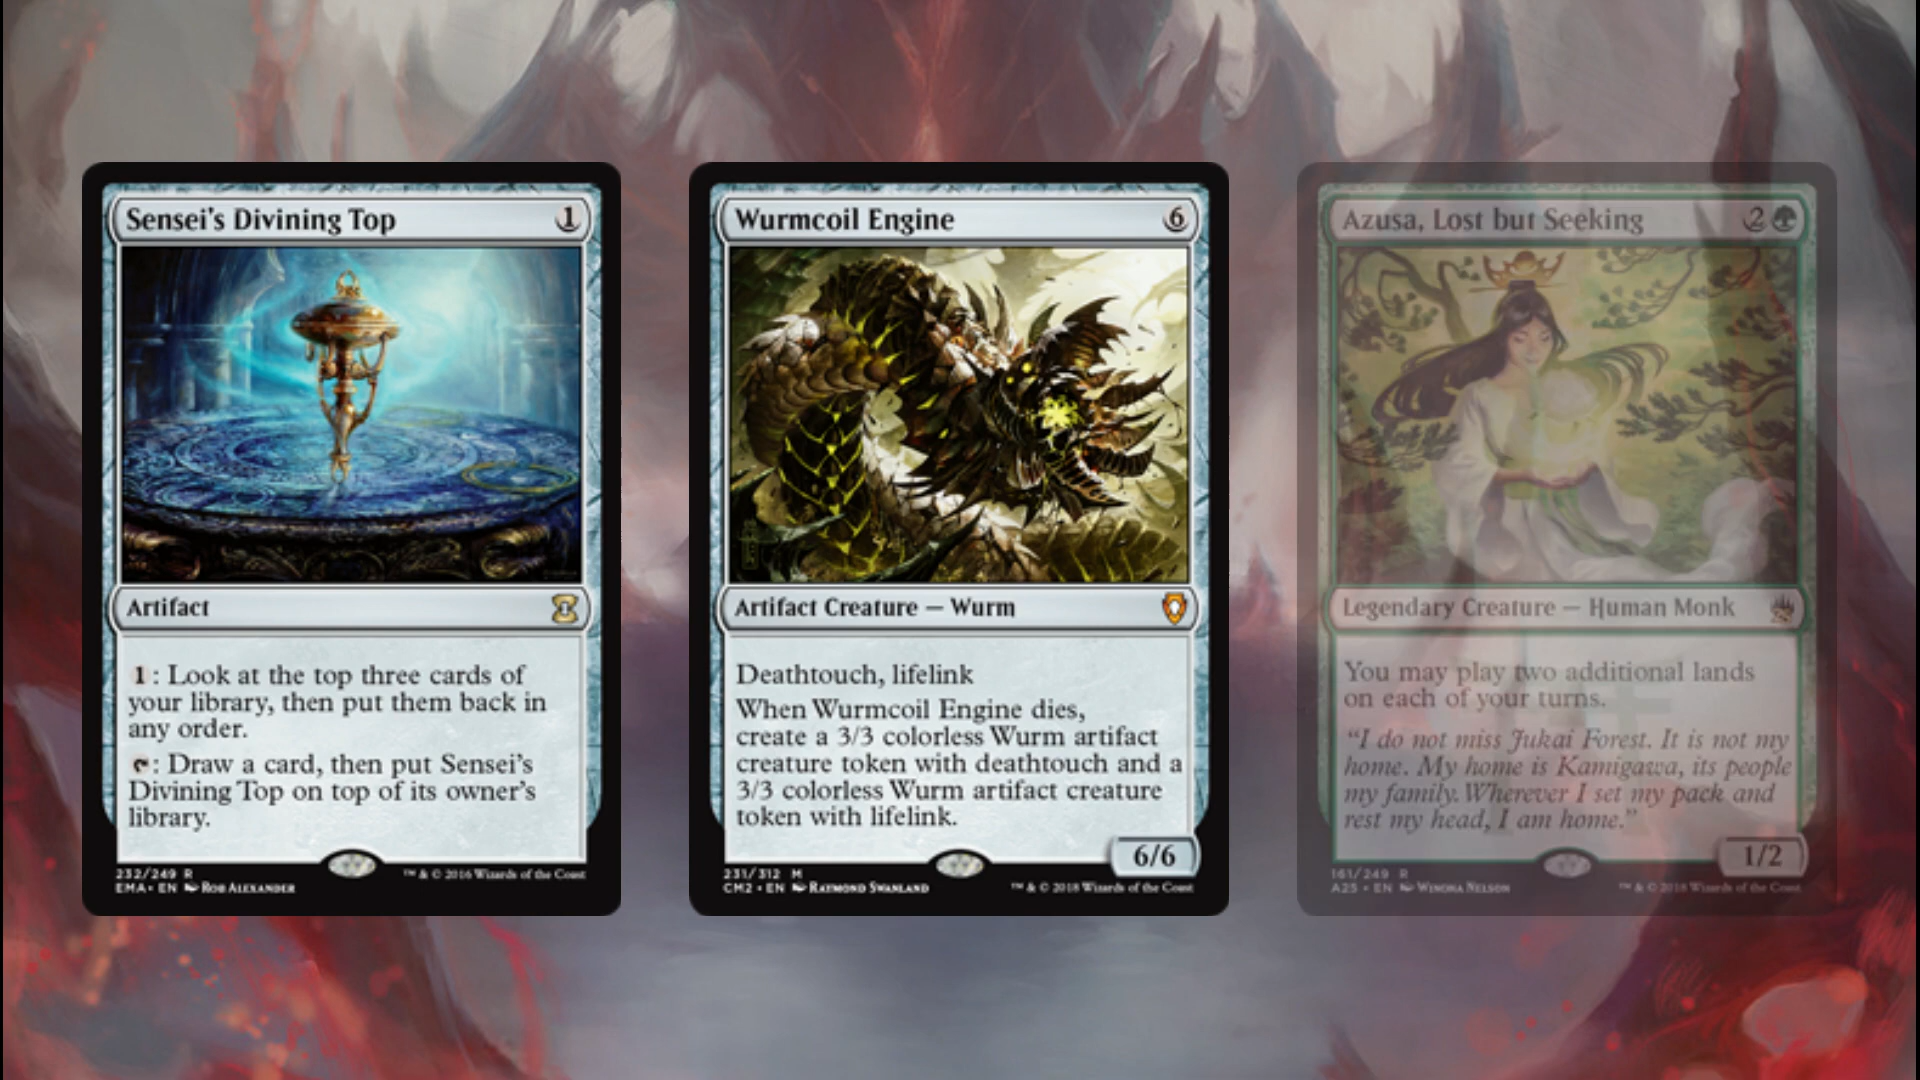 Sensei's Divining Top 1
Artifact
1: Look at the top three cards of
your library, then put them back in
any order.
: Draw a card, then put Sensei's
Divining Top on top of its owner's
library.
232/249 R
EMA • EN Rob Alexander
™ & © 2016 Wizards of the Coast
Wurmcoil Engine 6
Artifact Creature — Wurm
Deathtouch, lifelink
When Wurmcoil Engine dies,
create a 3/3 colorless Wurm artifact
creature token with deathtouch and a
3/3 colorless Wurm artifact creature
token with lifelink.
6/6
231/312 M
CM2 • EN Raymond Swanland
™ & © 2018 Wizards of the Coast
Azusa, Lost but Seeking 2
Legendary Creature — Human Monk
You may play two additional lands
on each of your turns.
“I do not miss Jukai Forest. It is not my
home. My home is Kamigawa, its people
my family. Wherever I set my pack and
rest my head, I am home.”
1/2
161/249 R
A25 • EN Winona Nelson
™ & © 2018 Wizards of the Coast